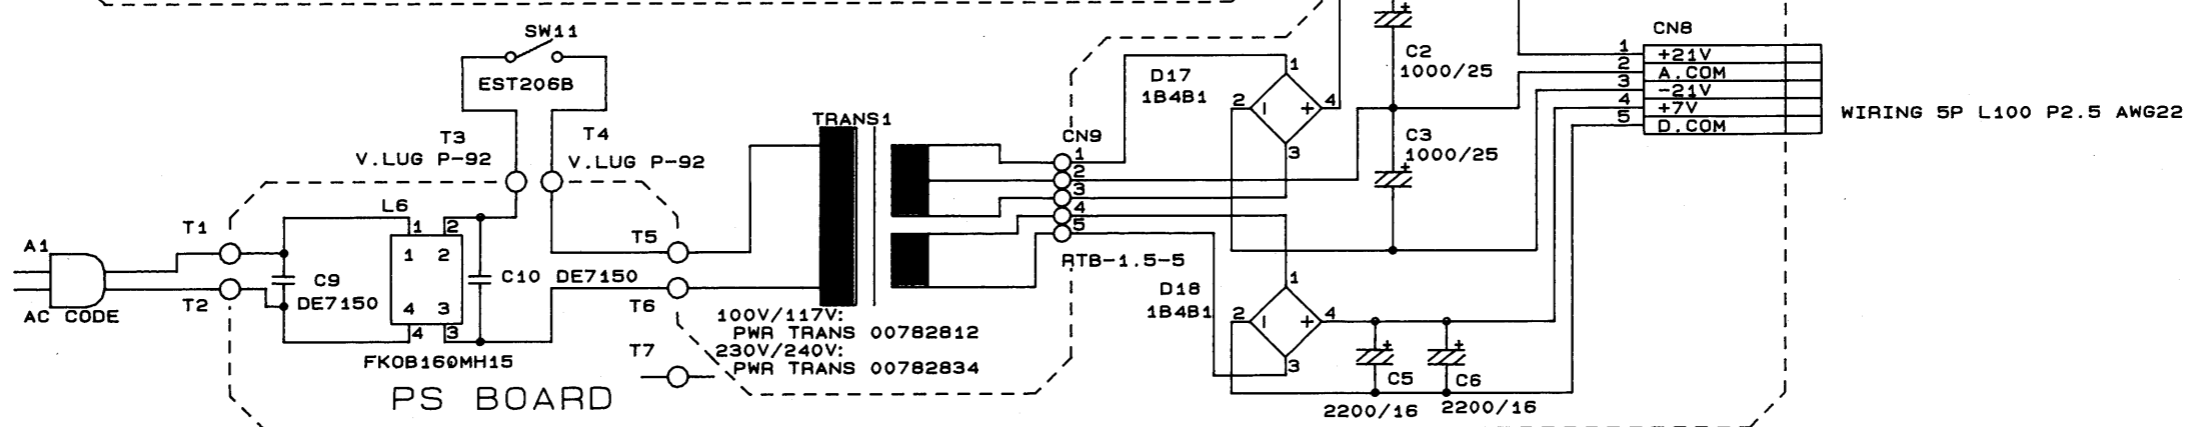 SW11
EST206B
T3
V.LUG P-92
T4
V.LUG P-92
A1
AC CODE
T1
T2
C9
DE7150
L6
1
2
1 2
4 3
4
3
FKOB160MH15
C10 DE7150
T5
T6
T7
PS BOARD
TRANS1
100V/117V:
PWR TRANS 00782812
230V/240V:
PWR TRANS 00782834
CN9
1
2
3
4
5
RTB-1.5-5
D17
1B4B1
1
2 - + 4
3
D18
1B4B1
1
2 - + 4
3
+
C2
1000/25
C3
1000/25
+
+
C5
2200/16
+
C6
2200/16
CN8
1 +21V
2 A.COM
3 -21V
4 +7V
5 D.COM
WIRING 5P L100 P2.5 AWG22